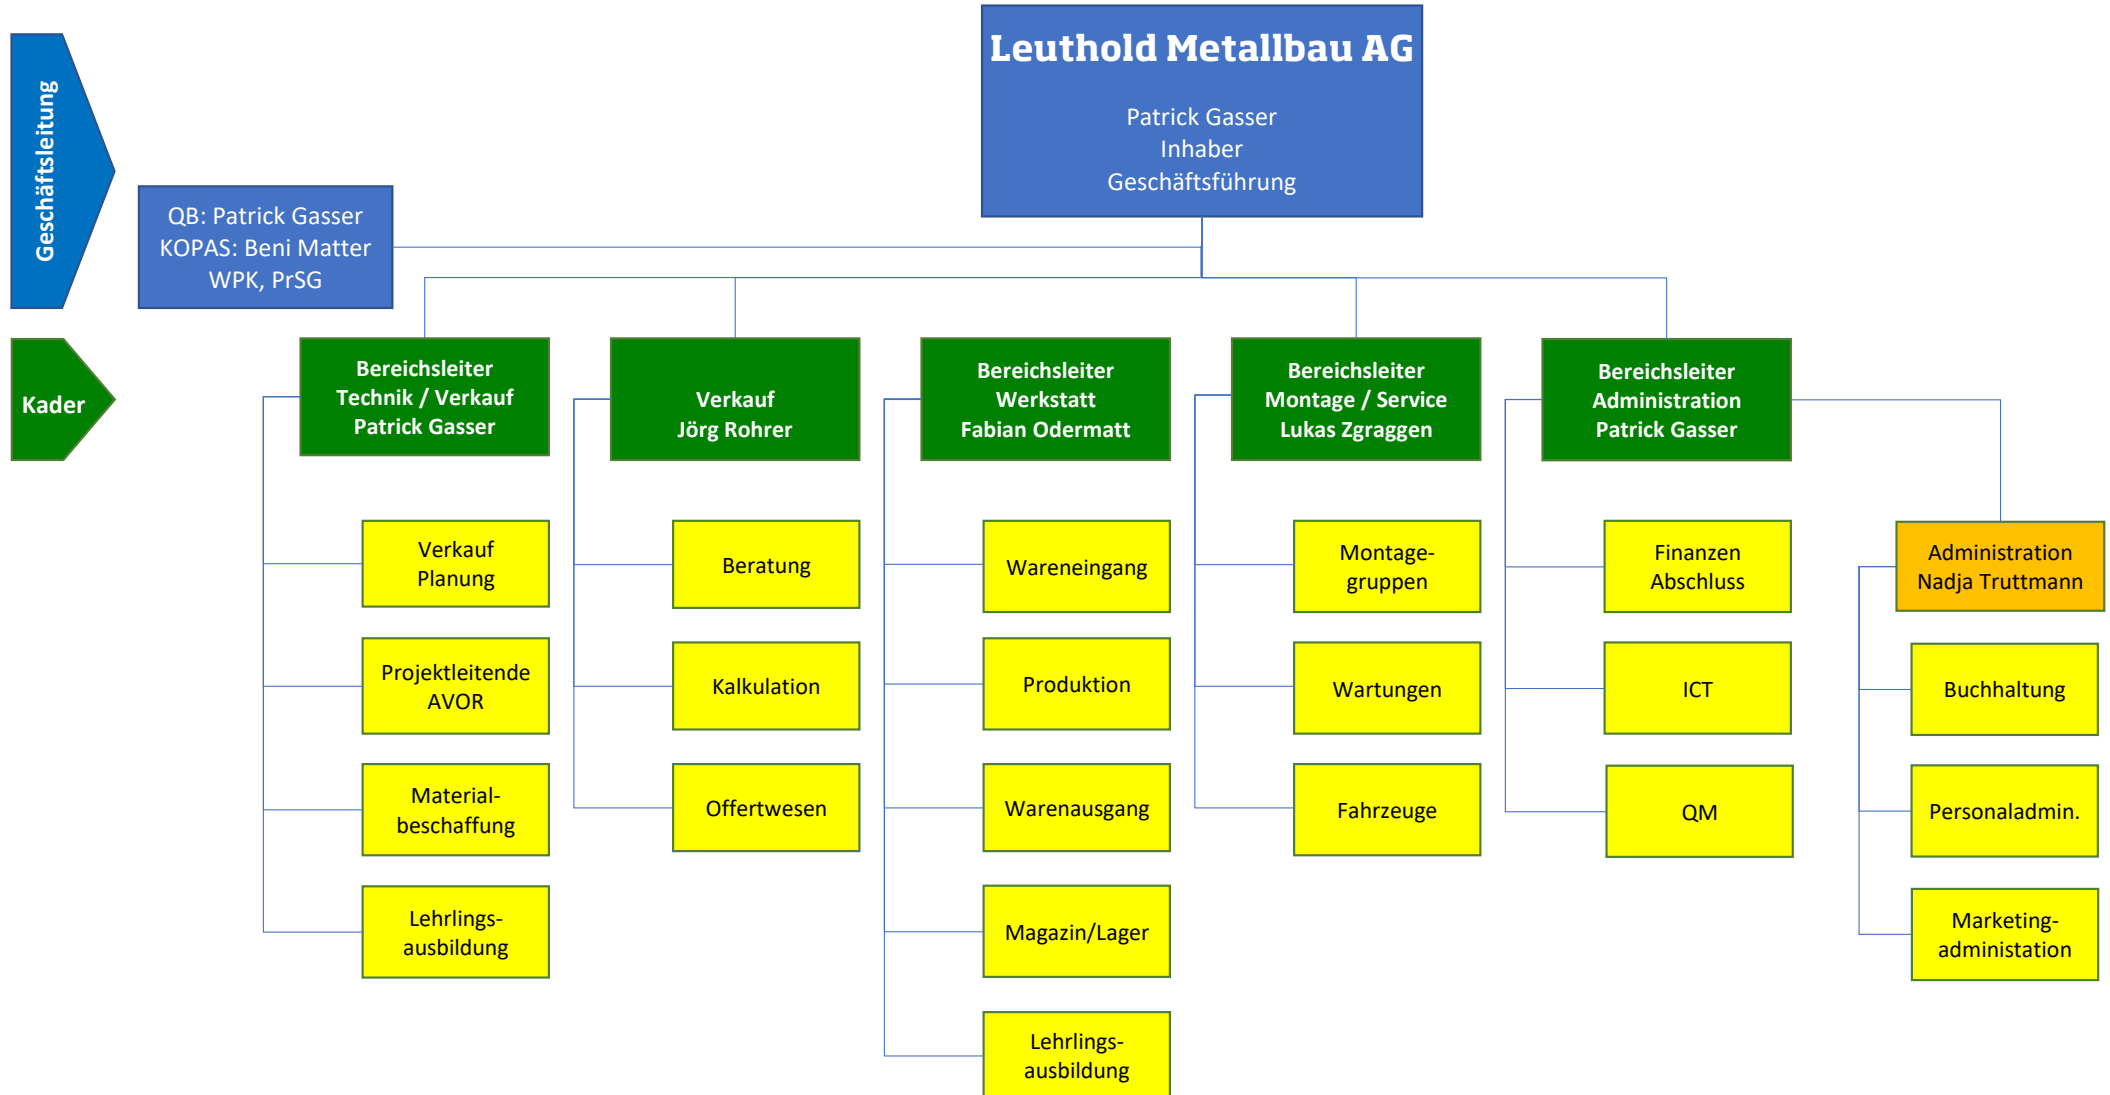 Leuthold Metallbau AG
Patrick Gasser
Inhaber
Geschäftsführung
Geschäftsleitung
QB: Patrick Gasser
KOPAS: Beni Matter
WPK, PrSG
Kader
Bereichsleiter
Technik / Verkauf
Patrick Gasser
Verkauf
Jörg Rohrer
Bereichsleiter
Werkstatt
Fabian Odermatt
Bereichsleiter
Montage / Service
Lukas Zgraggen
Bereichsleiter
Administration
Patrick Gasser
Verkauf
Planung
Beratung
Wareneingang
Montage-
gruppen
Finanzen
Abschluss
Administration
Nadja Truttmann
Projektleitende
AVOR
Kalkulation
Produktion
Wartungen
ICT
Buchhaltung
Material-
beschaffung
Offertwesen
Warenausgang
Fahrzeuge
QM
Personaladmin.
Lehrlings-
ausbildung
Magazin/Lager
Marketing-
administation
Lehrlings-
ausbildung